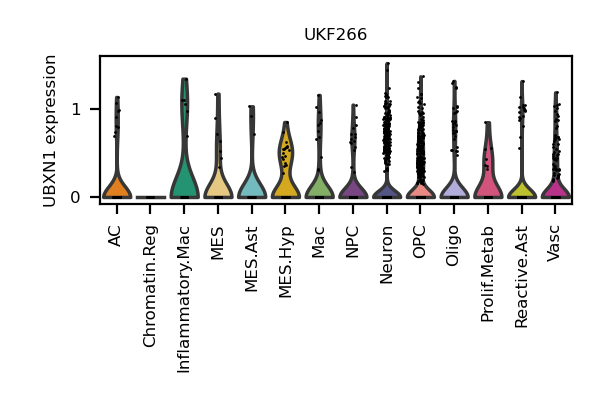 UKF266
UBXN1 expression
1
0
AC
Chromatin.Reg
Inflammatory.Mac
MES
MES.Ast
MES.Hyp
Mac
NPC
Neuron
OPC
Oligo
Prolif.Metab
Reactive.Ast
Vasc